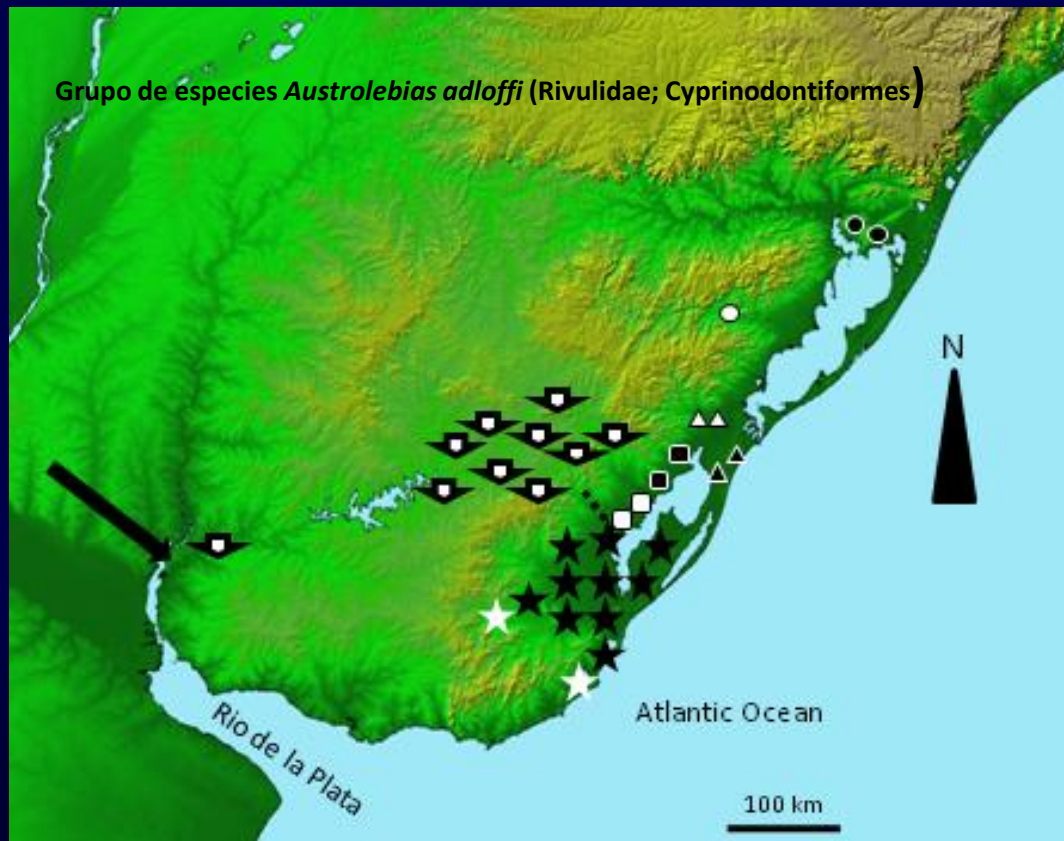 Grupo de especies Austrolebias adloffi (Rivulidae; Cyprinodontiformes)
N
Atlantic Ocean
Rio de la Plata
100 km